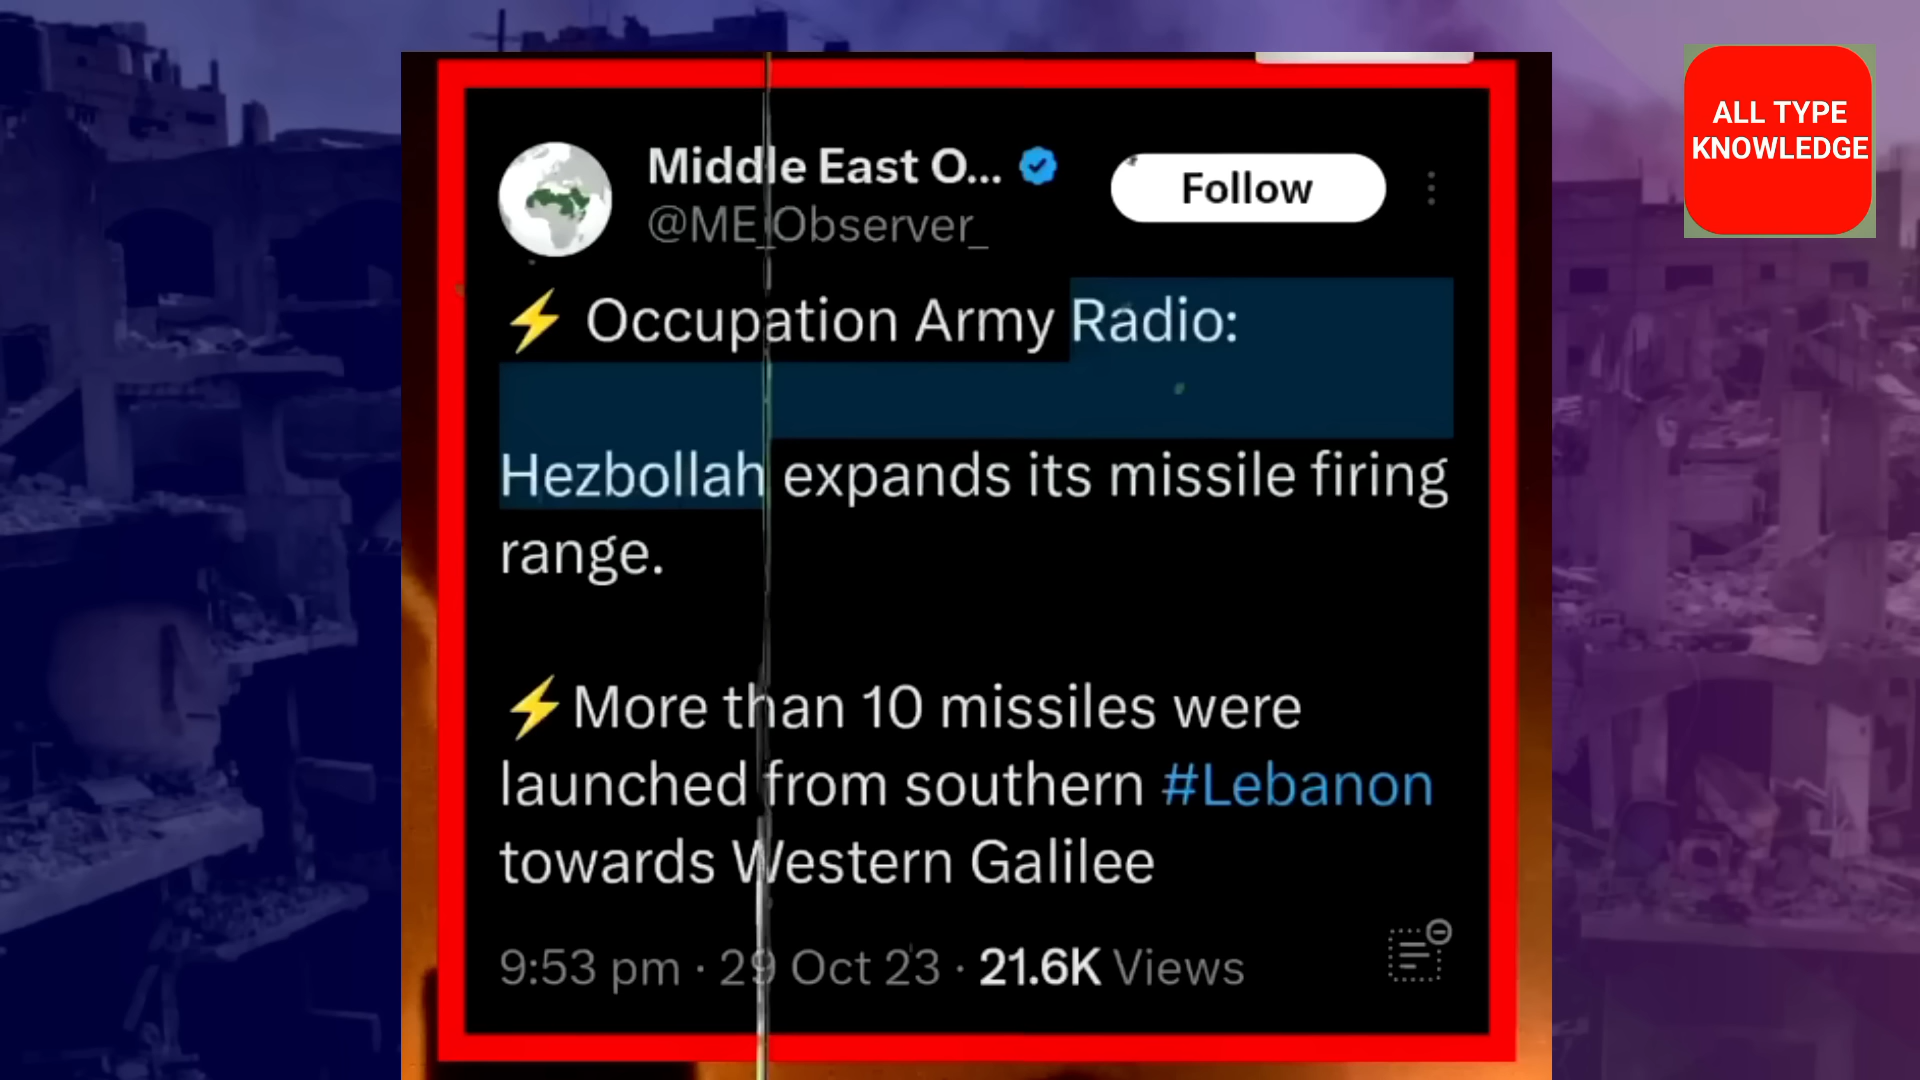 ALL TYPE
KNOWLEDGE
Middle East O...
Follow
@ME_Observer_
⚡ Occupation Army Radio:
Hezbollah expands its missile firing
range.
⚡More than 10 missiles were
launched from southern #Lebanon
towards Western Galilee
9:53 pm · 29 Oct 23 · 21.6K Views